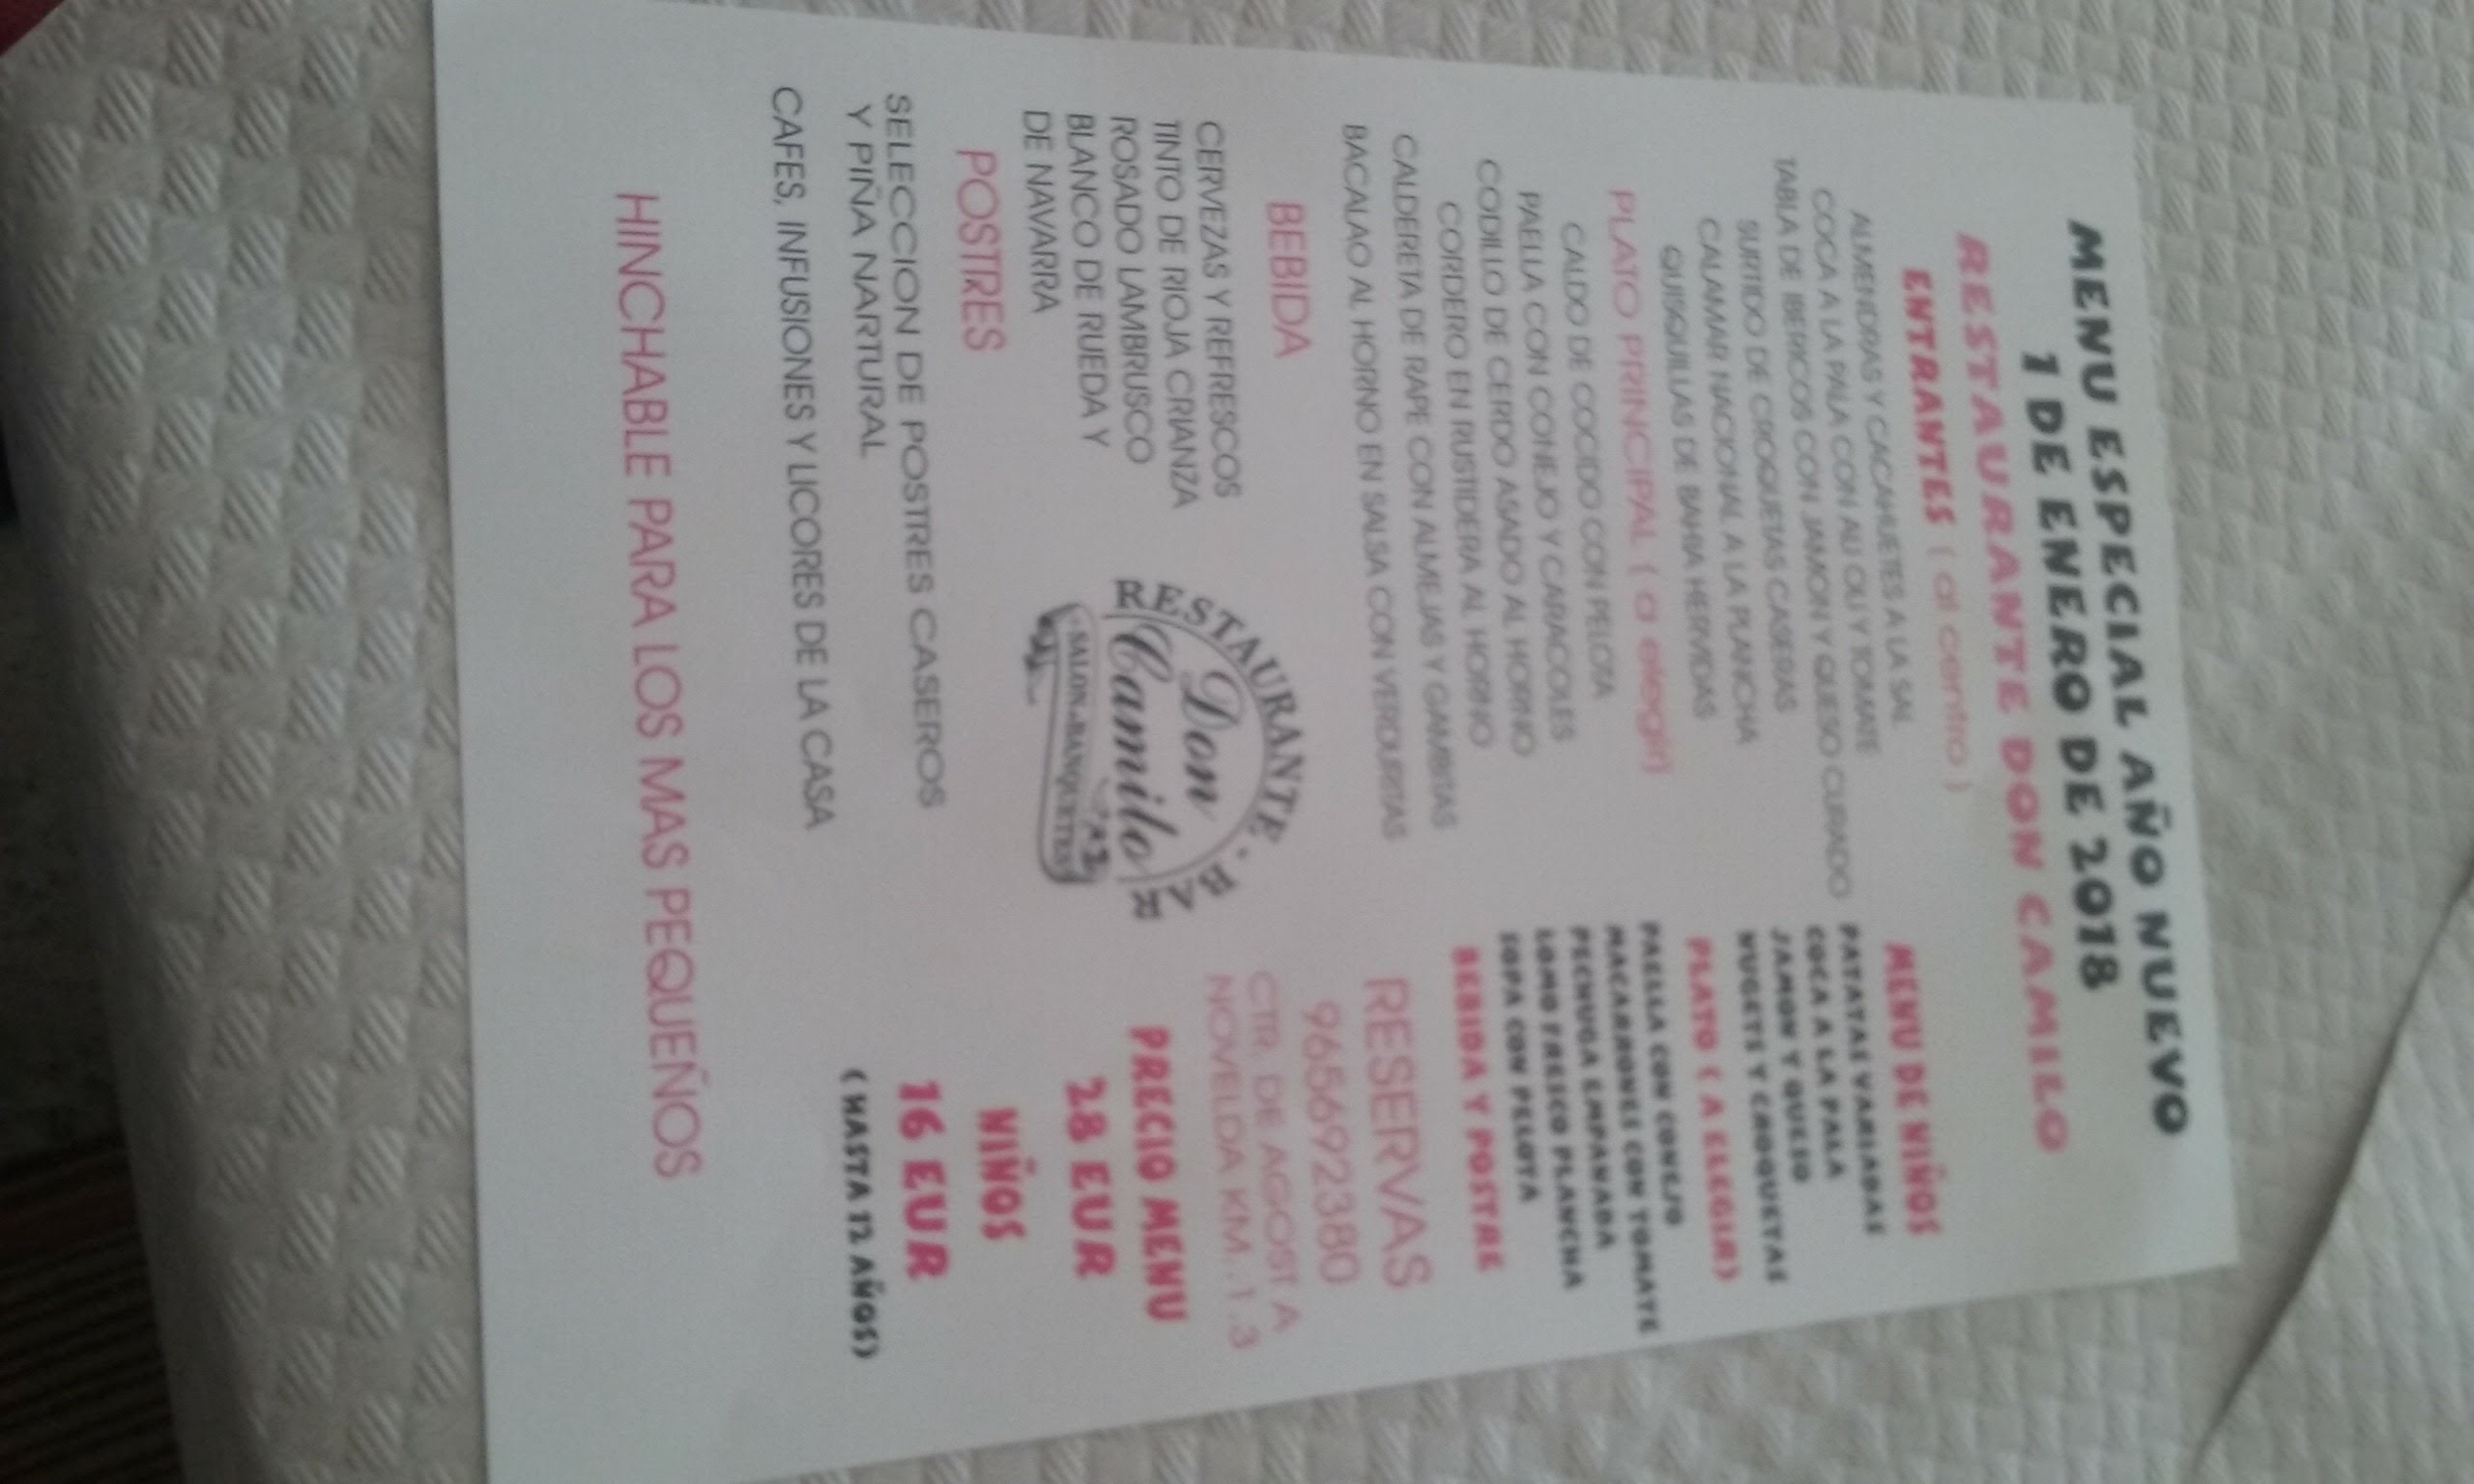 MENU ESPECIAL AÑO NUEVO
1 DE ENERO DE 2018
RESTAURANTE DON CAMILO
ENTRANTES ( al centro )
ALMENDRAS Y CACAHUETES A LA SAL
COCA A LA PALA CON ALI OLI Y TOMATE
TABLA DE IBERICOS CON JAMON Y QUESO CURADO
SURTIDO DE CROQUETAS CASERAS
CALAMAR NACIONAL A LA PLANCHA
QUISQUILLAS DE BAHIA HERVIDAS
PLATO PRINCIPAL ( a elegir)
CALDO DE COCIDO CON PELOTA
PAELLA CON CONEJO Y CARACOLES
CODILLO DE CERDO ASADO AL HORNO
CORDERO EN RUSTIDERA AL HORNO
CALDERETA DE RAPE CON ALMEJAS Y GAMBITAS
BACALAO AL HORNO EN SALSA CON VERDURITAS
BEBIDA
CERVEZAS Y REFRESCOS
TINTO DE RIOJA CRIANZA
ROSADO LAMBRUSCO
BLANCO DE RUEDA Y
DE NAVARRA
POSTRES
SELECCION DE POSTRES CASEROS
Y PIÑA NARTURAL
CAFES, INFUSIONES Y LICORES DE LA CASA
HINCHABLE PARA LOS MAS PEQUEÑOS
RESTAURANTE · BAR
Don
Camilo
SALON DE BANQUETES
MENU DE NIÑOS
PATATAS VARIADAS
COCA A LA PALA
JAMON Y QUESO
NUGETS Y CROQUETAS
PLATO ( A ELEGIR)
PAELLA CON CONEJO
MACARRONES CON TOMATE
PECHUGA EMPANADA
LOMO FRESCO PLANCHA
SOPA CON PELOTA
BEBIDA Y POSTRE
RESERVAS
965692380
CTR. DE AGOST A
NOVELDA KM..1 .3
PRECIO MENU
28 EUR
NIÑOS
16 EUR
( HASTA 12 AÑOS)